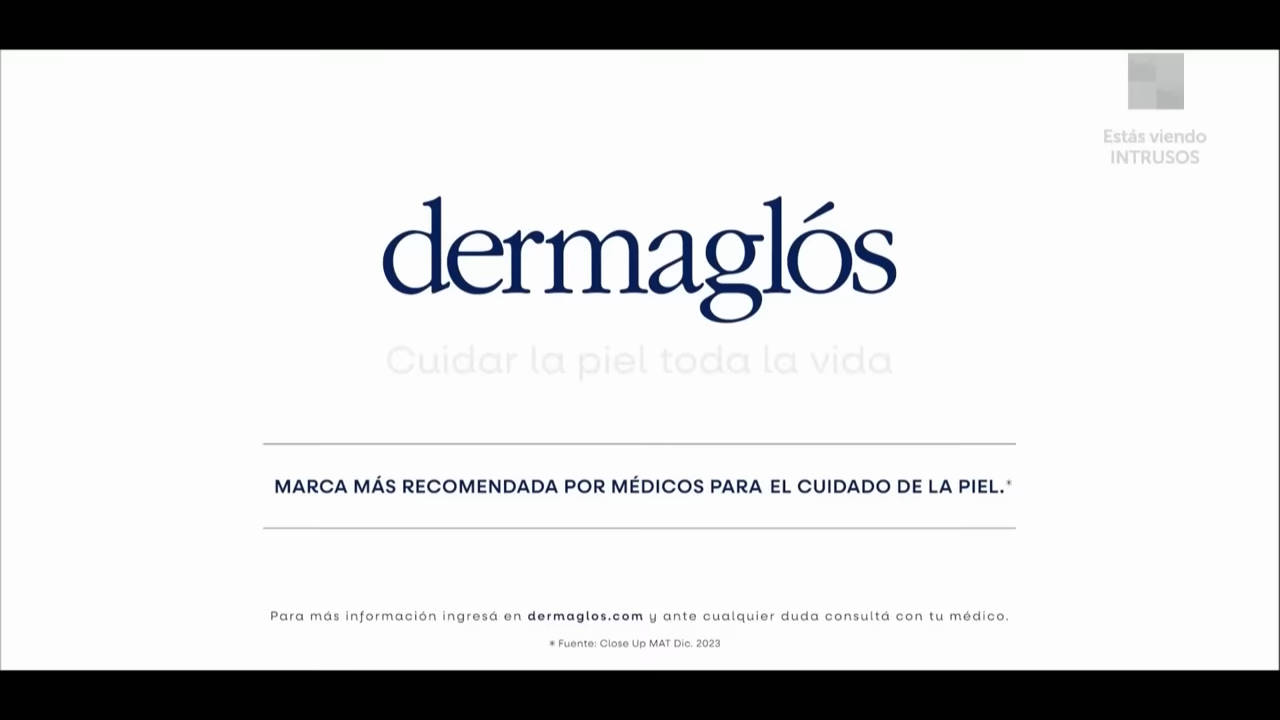 Estás viendo
INTRUSOS
dermaglós
Cuidar la piel toda la vida
MARCA MÁS RECOMENDADA POR MÉDICOS PARA EL CUIDADO DE LA PIEL.*
Para más información ingresá en dermaglos.com y ante cualquier duda consultá con tu médico.
* Fuente: Close Up MAT Dic. 2023